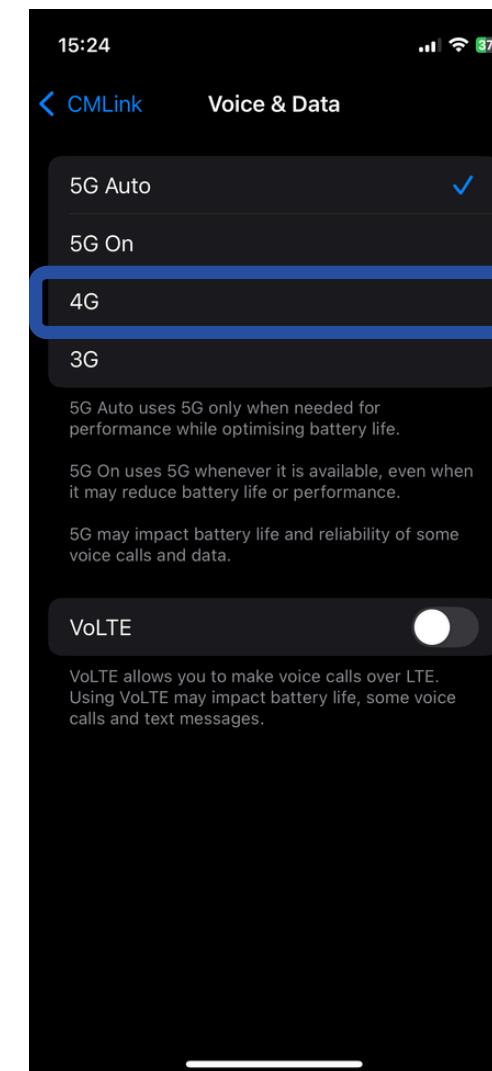 15:24
37
CMLink
Voice & Data
5G Auto
5G On
4G
3G
5G Auto uses 5G only when needed for
performance while optimising battery life.
5G On uses 5G whenever it is available, even when
it may reduce battery life or performance.
5G may impact battery life and reliability of some
voice calls and data.
VoLTE
VoLTE allows you to make voice calls over LTE.
Using VoLTE may impact battery life, some voice
calls and text messages.